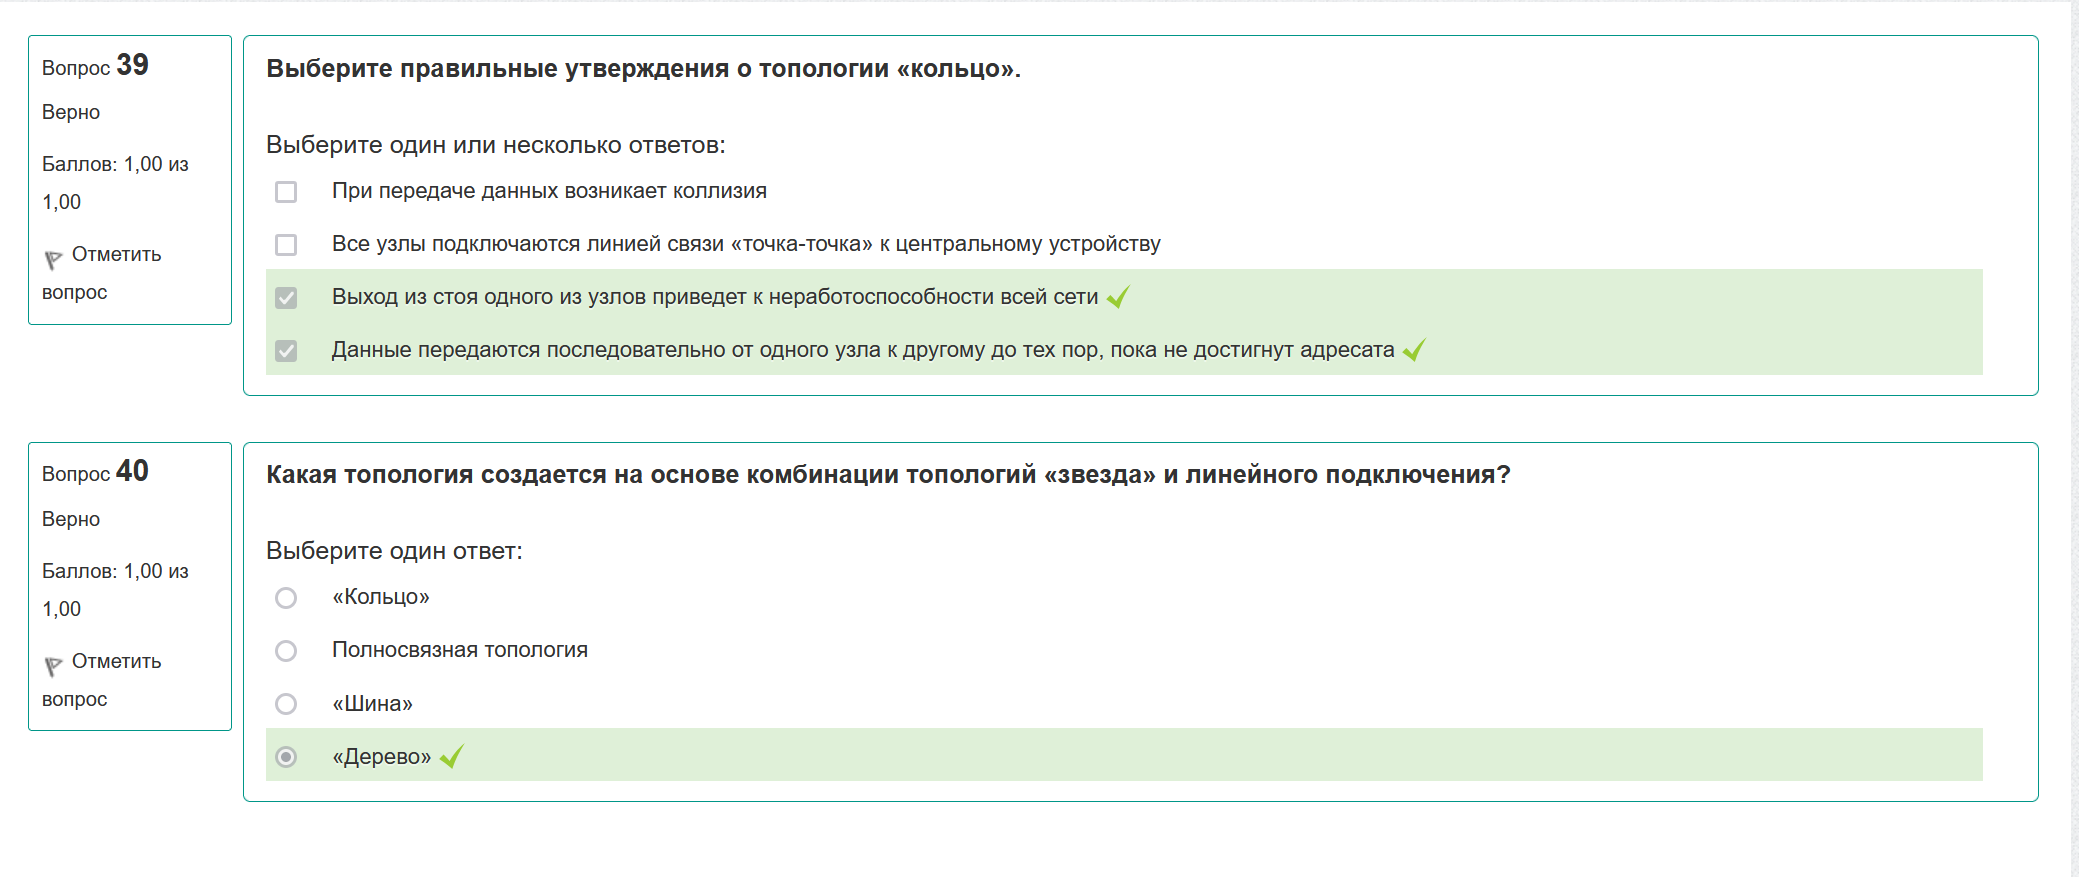 Вопрос 39
Верно
Баллов: 1,00 из
1,00
Отметить
вопрос
Выберите правильные утверждения о топологии «кольцо».
Выберите один или несколько ответов:
При передаче данных возникает коллизия
Все узлы подключаются линией связи «точка-точка» к центральному устройству
Выход из стоя одного из узлов приведет к неработоспособности всей сети
Данные передаются последовательно от одного узла к другому до тех пор, пока не достигнут адресата
Вопрос 40
Верно
Баллов: 1,00 из
1,00
Отметить
вопрос
Какая топология создается на основе комбинации топологий «звезда» и линейного подключения?
Выберите один ответ:
«Кольцо»
Полносвязная топология
«Шина»
«Дерево»